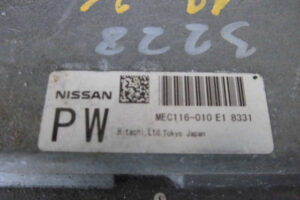 3228
NISSAN
PW
MEC116-010 E1 8331
Hitachi,Ltd.Tokyo Japan